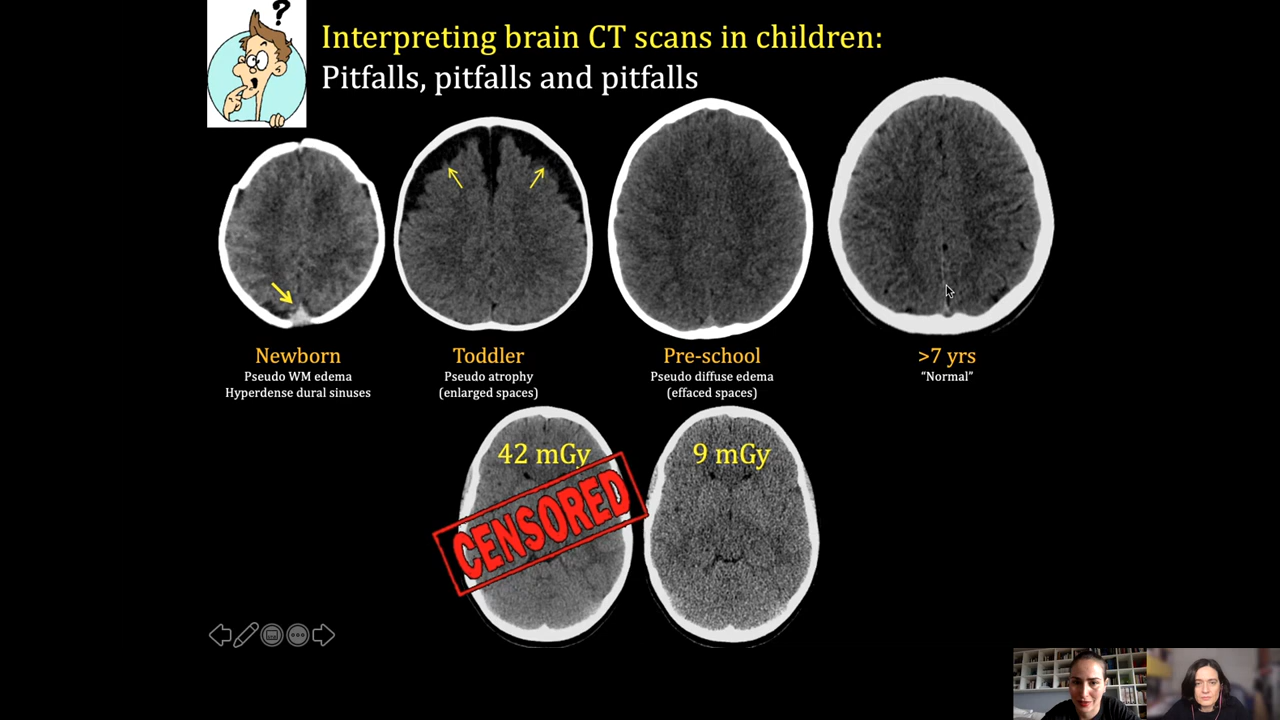 ?
Interpreting brain CT scans in children:
Pitfalls, pitfalls and pitfalls
Newborn
Pseudo WM edema
Hyperdense dural sinuses
Toddler
Pseudo atrophy
(enlarged spaces)
Pre-school
Pseudo diffuse edema
(effaced spaces)
>7 yrs
“Normal”
42 mGy
CENSORED
9 mGy